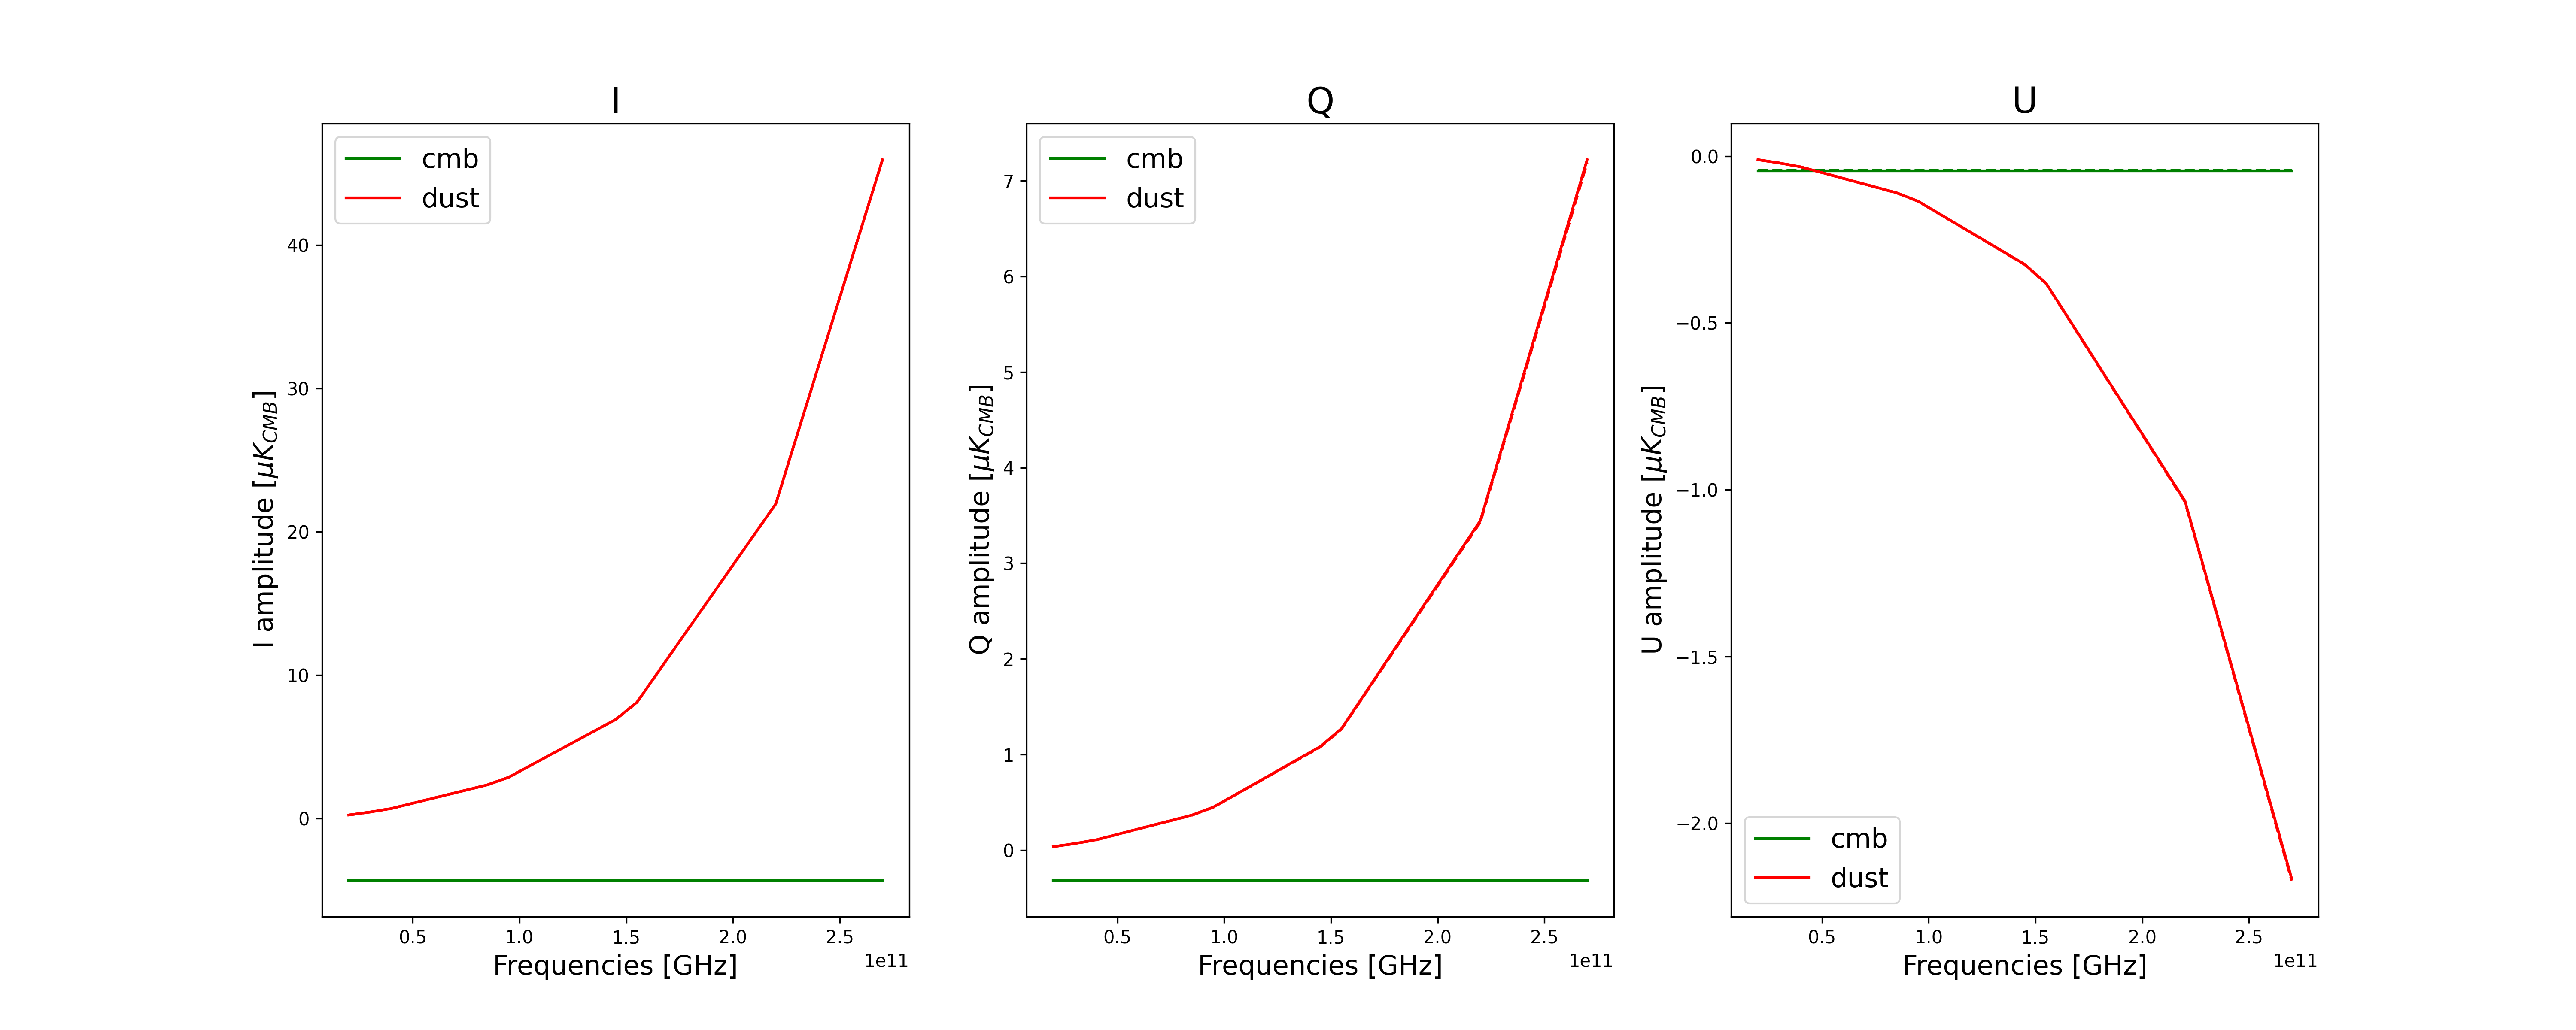 I
cmb
dust
40
30
20
10
0
I amplitude [μK_CMB]
0.5 1.0 1.5 2.0 2.5
1e11
Frequencies [GHz]
Q
cmb
dust
7
6
5
4
3
2
1
0
Q amplitude [μK_CMB]
0.5 1.0 1.5 2.0 2.5
1e11
Frequencies [GHz]
U
0.0
−0.5
−1.0
−1.5
−2.0
U amplitude [μK_CMB]
cmb
dust
0.5 1.0 1.5 2.0 2.5
1e11
Frequencies [GHz]